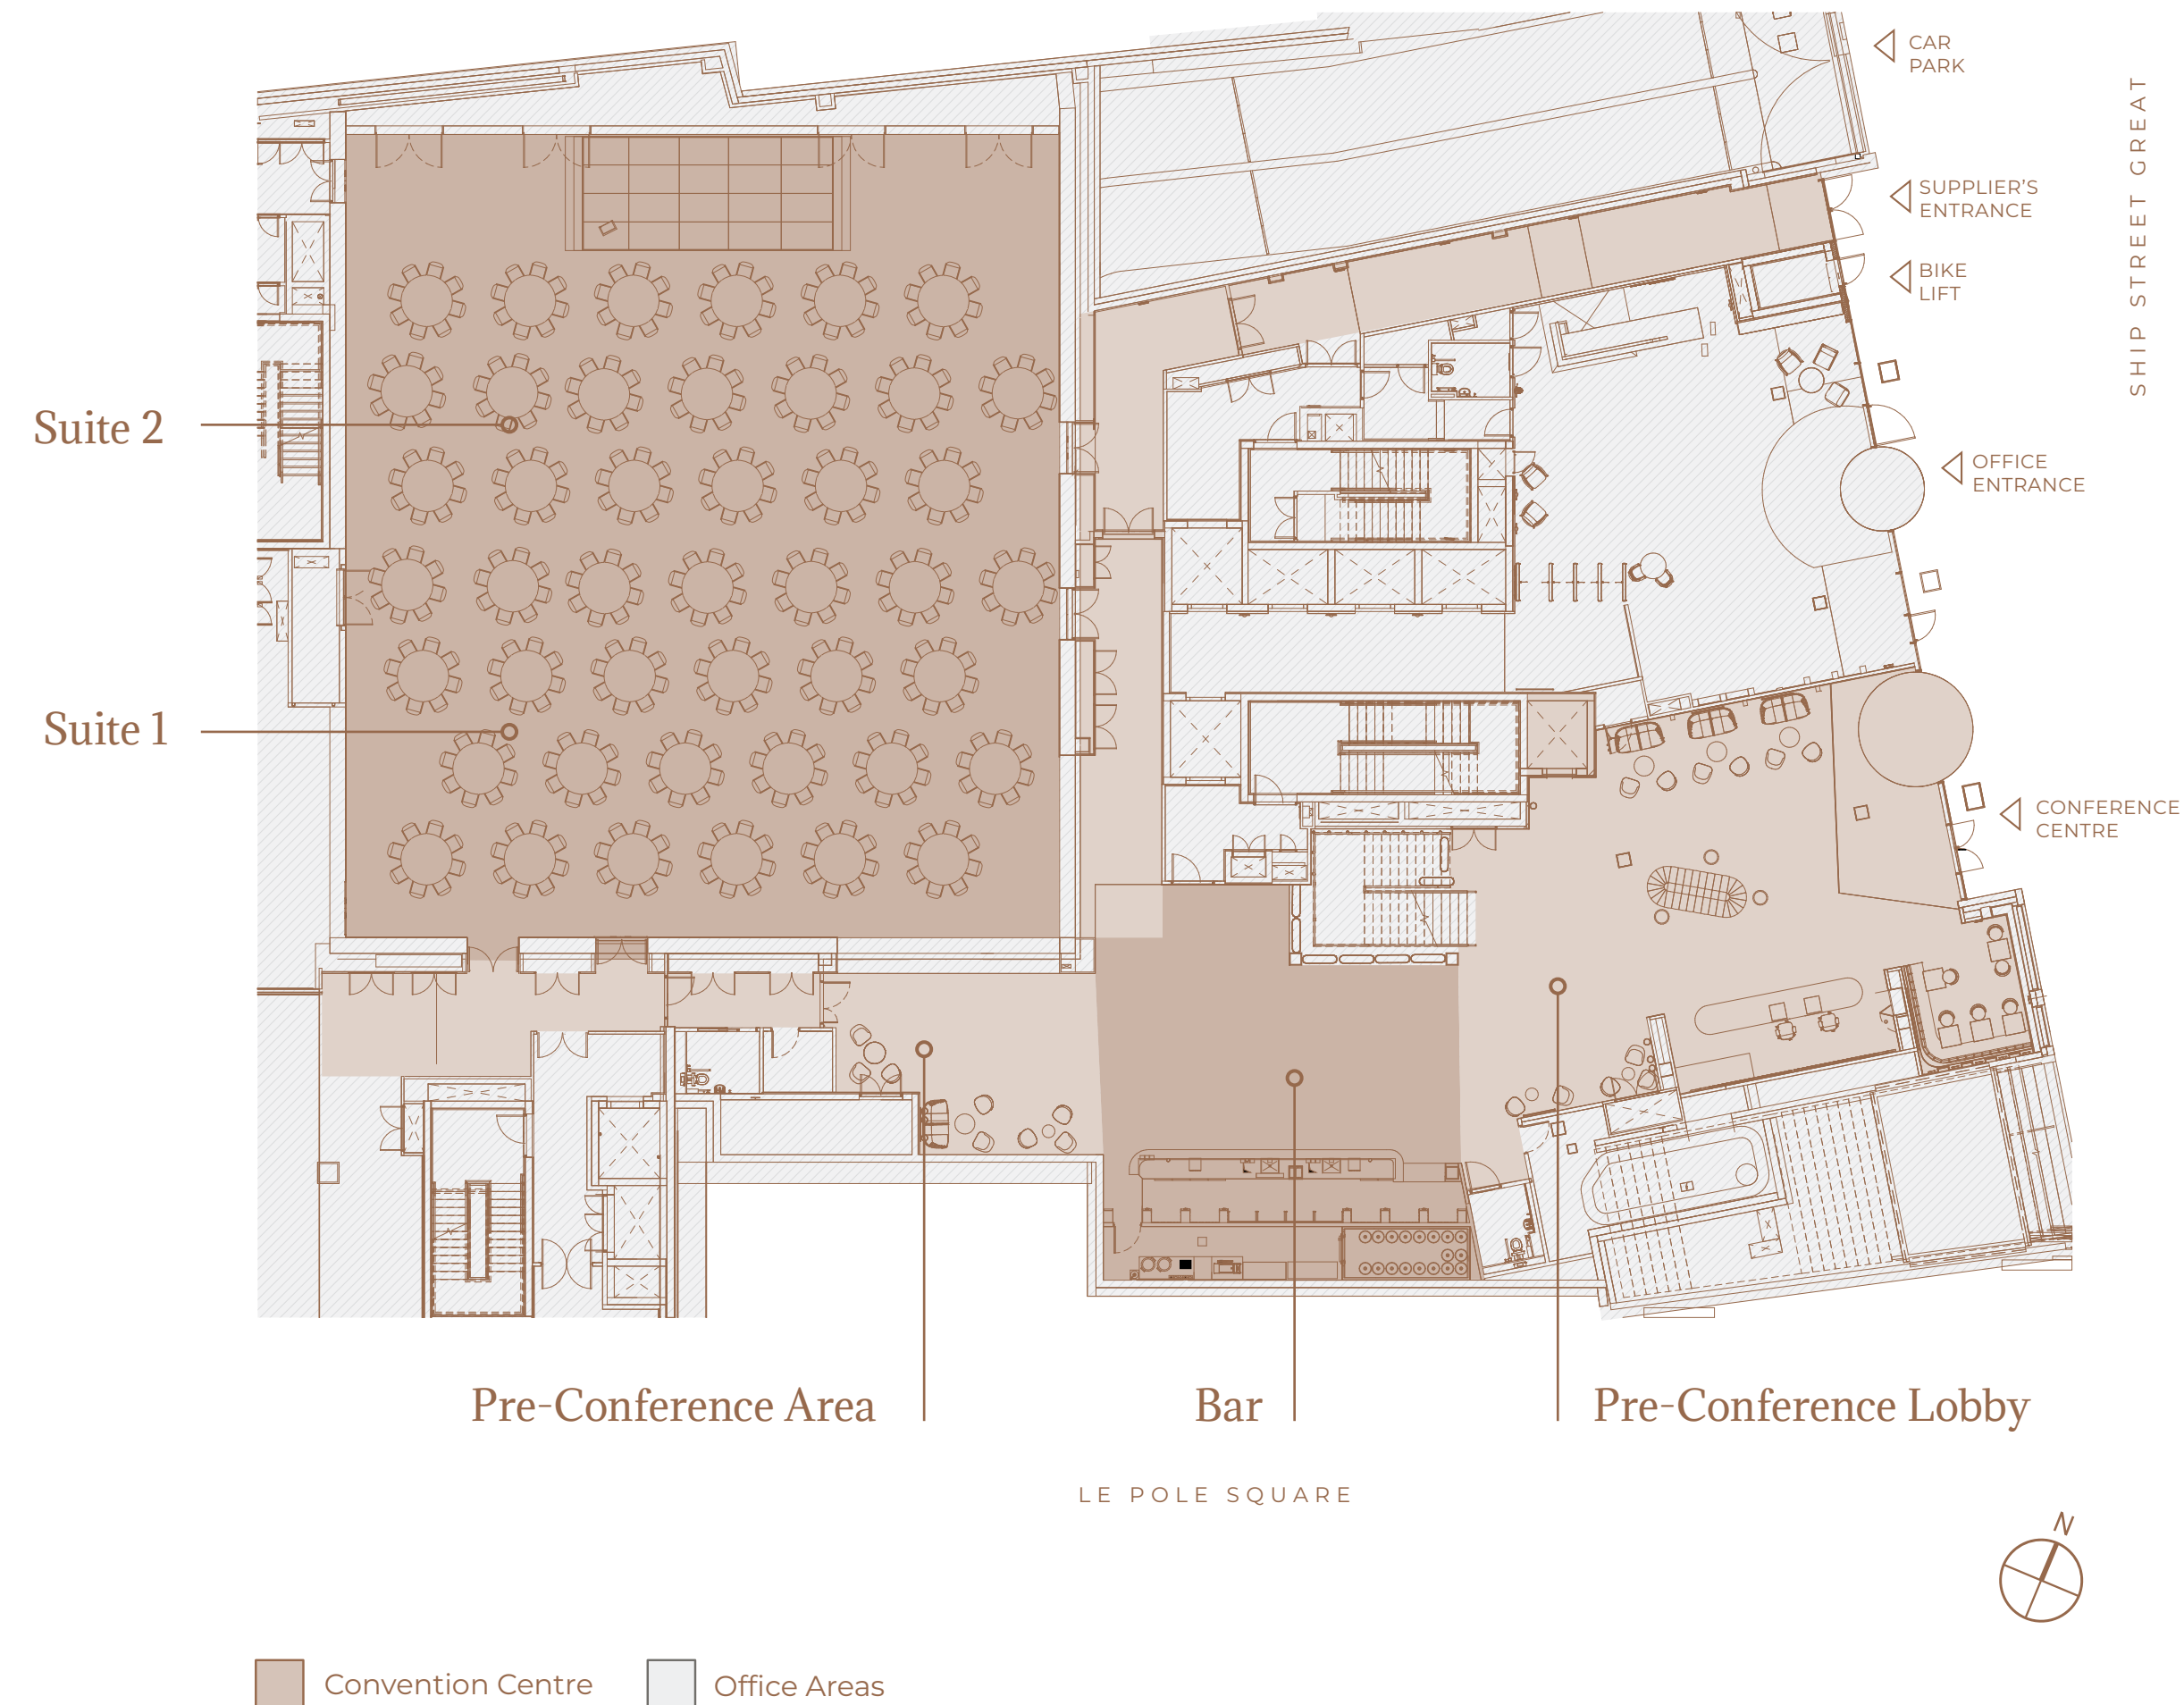 CAR
PARK
SHIP STREET GREAT
SUPPLIER’S
ENTRANCE
BIKE
LIFT
Suite 2
OFFICE
ENTRANCE
Suite 1
CONFERENCE
CENTRE
Pre-Conference Area
Bar
Pre-Conference Lobby
LE POLE SQUARE
N
Convention Centre
Office Areas